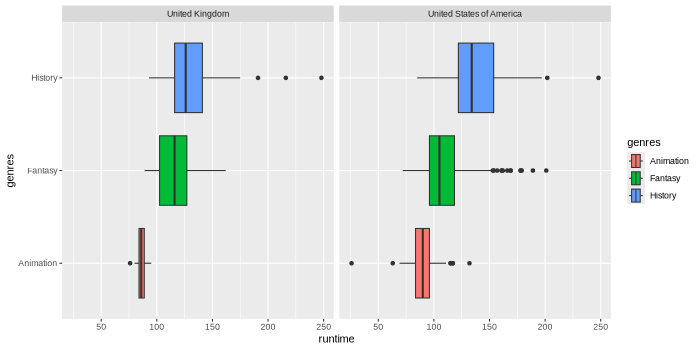 United Kingdom
United States of America
History
Fantasy
Animation
genres
50 100 150 200 250
50 100 150 200 250
runtime
genres
Animation
Fantasy
History